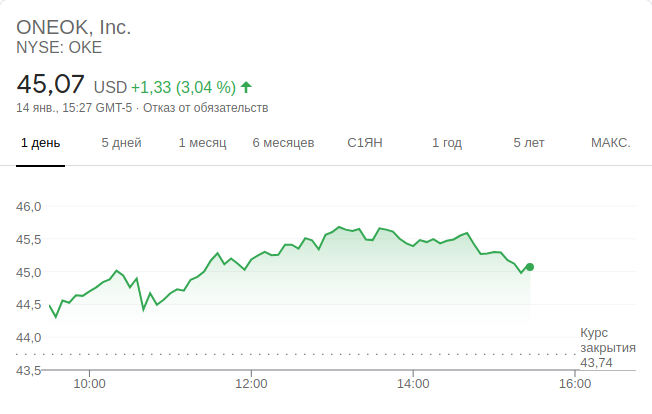 ONEOK, Inc.
NYSE: OKE
45,07 USD +1,33 (3,04 %)
14 янв., 15:27 GMT-5 · Отказ от обязательств
1 день 5 дней 1 месяц 6 месяцев С1ЯН 1 год 5 лет МАКС.
46,0
45,5
45,0
44,5
44,0
43,5
Курс
закрытия
43,74
10:00 12:00 14:00 16:00